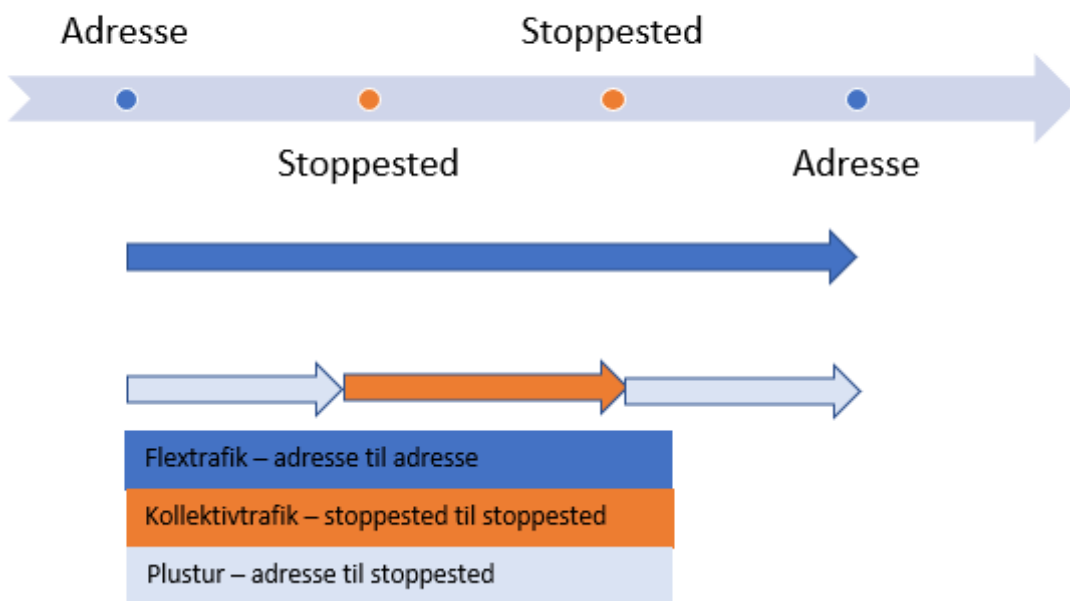 Adresse
Stoppested
Stoppested
Adresse
Flextrafik – adresse til adresse
Kollektivtrafik – stoppested til stoppested
Plustur – adresse til stoppested